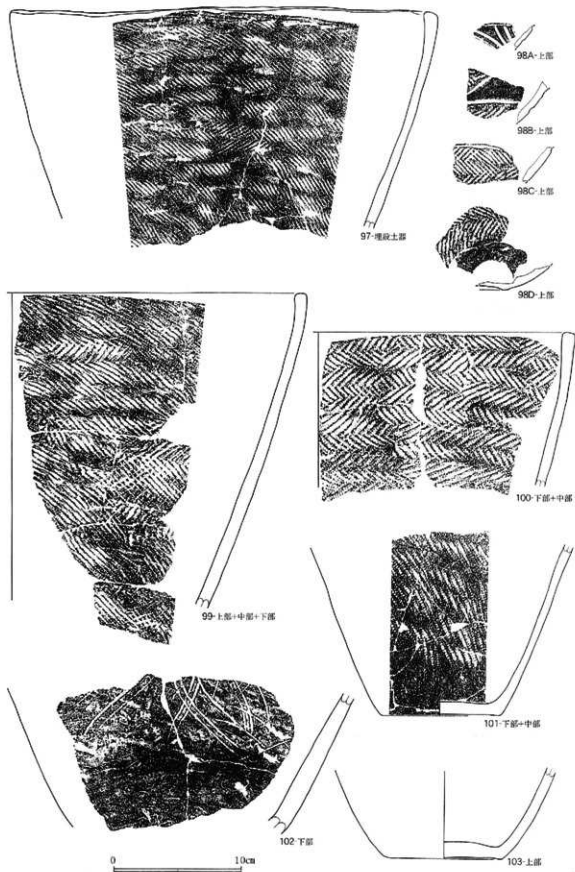 98A-上部
98B-上部
98C-上部
97-埋設土器
98D-上部
100-下部+中部
99-上部+中部+下部
101-下部+中部
102-下部
103-上部
0 10cm